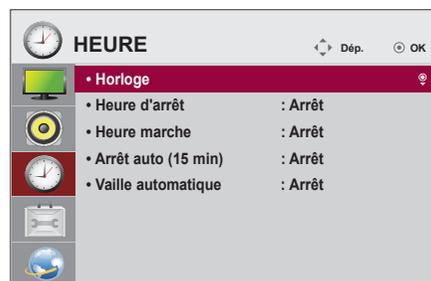 HEURE Dép. OK
• Horloge
• Heure d'arrêt : Arrêt
• Heure marche : Arrêt
• Arrêt auto (15 min) : Arrêt
• Vaille automatique : Arrêt